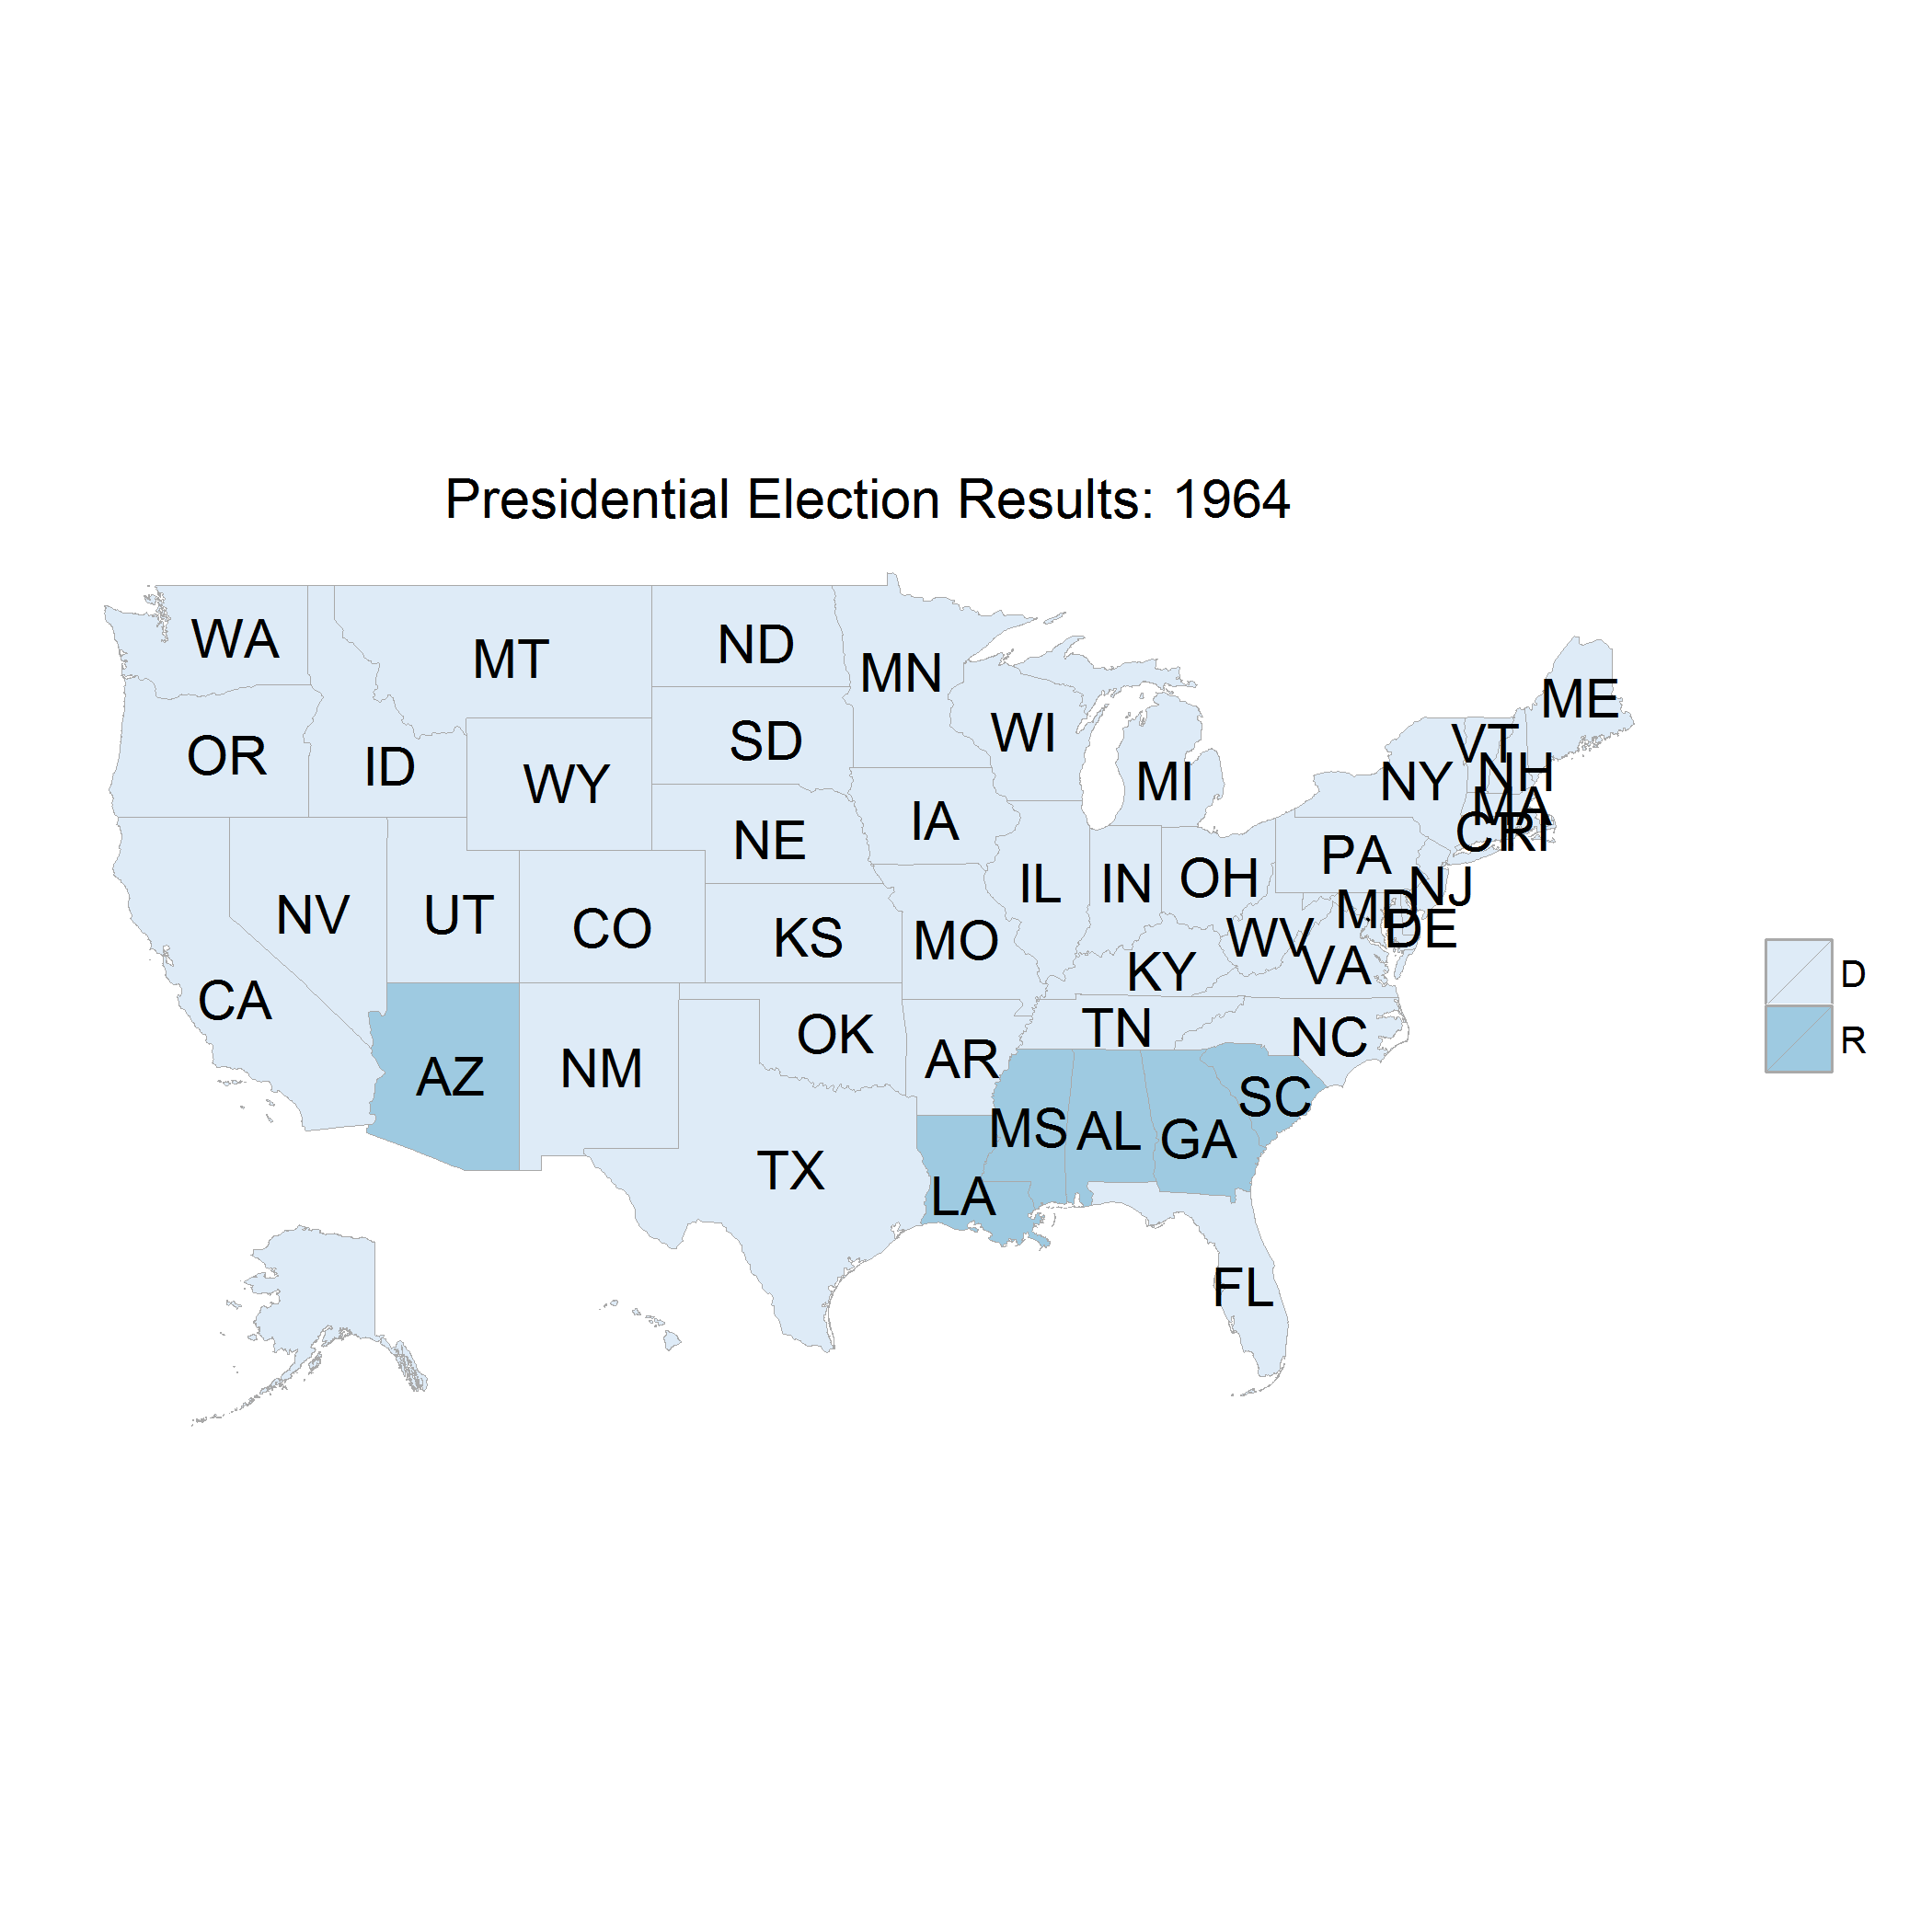 Presidential Election Results: 1964
WA
MT
ND
MN
ME
OR
ID
WY
SD
WI
MI
NY
VT
NH
MA
CT
RI
NE
IA
PA
NJ
NV
UT
CO
KS
MO
IL
IN
OH
WV
MD
DE
VA
KY
CA
AZ
NM
OK
AR
TN
NC
SC
TX
LA
MS
AL
GA
FL
D
R